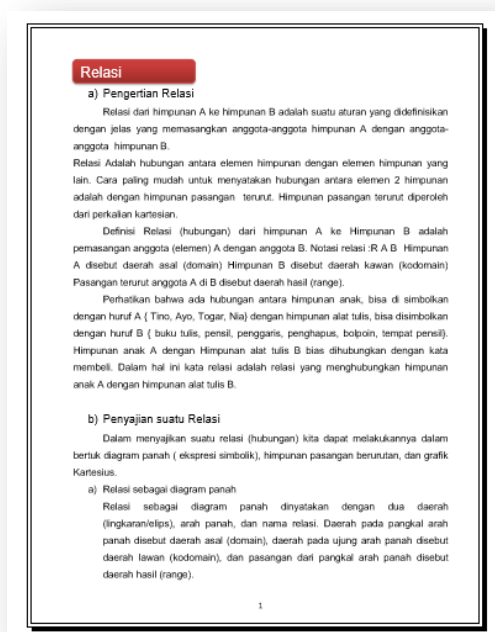 Relasi
a) Pengertian Relasi
Relasi dari himpunan A ke himpunan B adalah suatu aturan yang didefinisikan
dengan jelas yang memasangkan anggota-anggota himpunan A dengan anggota-
anggota himpunan B.
Relasi Adalah hubungan antara elemen himpunan dengan elemen himpunan yang
lain. Cara paling mudah untuk menyatakan hubungan antara elemen 2 himpunan
adalah dengan himpunan pasangan terurut. Himpunan pasangan terurut diperoleh
dari perkalian kartesian.
Definisi Relasi (hubungan) dari himpunan A ke Himpunan B adalah
pemasangan anggota (elemen) A dengan anggota B. Notasi relasi :R A B Himpunan
A disebut daerah asal (domain) Himpunan B disebut daerah kawan (kodomain)
Pasangan terurut anggota A di B disebut daerah hasil (range).
Perhatikan bahwa ada hubungan antara himpunan anak, bisa di simbolkan
dengan huruf A { Tino, Ayo, Togar, Nia} dengan himpunan alat tulis, bisa disimbolkan
dengan huruf B { buku tulis, pensil, penggaris, penghapus, bolpoin, tempat pensil}.
Himpunan anak A dengan Himpunan alat tulis B bias dihubungkan dengan kata
membeli. Dalam hal ini kata relasi adalah relasi yang menghubungkan himpunan
anak A dengan himpunan alat tulis B.
b) Penyajian suatu Relasi
Dalam menyajikan suatu relasi (hubungan) kita dapat melakukannya dalam
bertuk diagram panah ( ekspresi simbolik), himpunan pasangan berurutan, dan grafik
Kartesius.
a) Relasi sebagai diagram panah
Relasi sebagai diagram panah dinyatakan dengan dua daerah
(lingkaran/elips), arah panah, dan nama relasi. Daerah pada pangkal arah
panah disebut daerah asal (domain), daerah pada ujung arah panah disebut
daerah lawan (kodomain), dan pasangan dari pangkal arah panah disebut
daerah hasil (range).
1